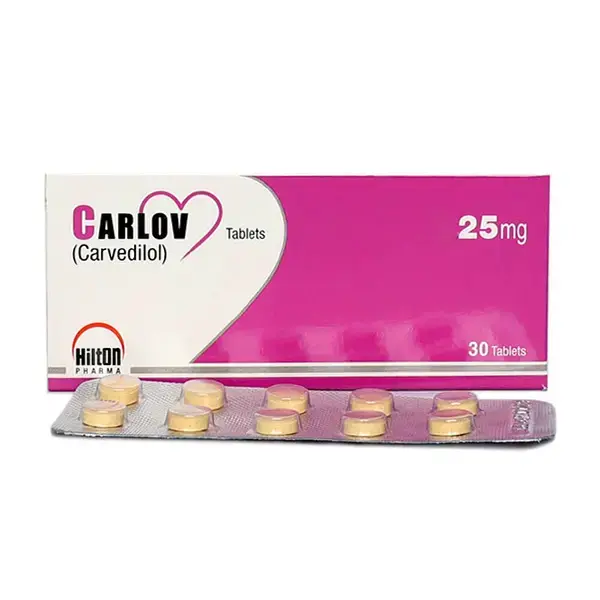 CARLOV
Tablets
(Carvedilol)
25mg
HiltOn
PHARMA
30 Tablets